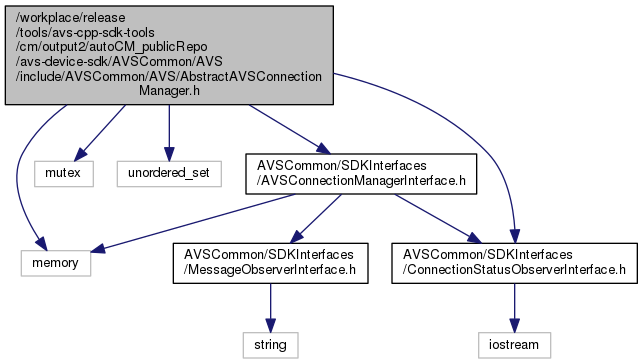 /workplace/release
/tools/avs-cpp-sdk-tools
/cm/output2/autoCM_publicRepo
/avs-device-sdk/AVSCommon/AVS
/include/AVSCommon/AVS/AbstractAVSConnection
Manager.h
mutex
unordered_set
AVSCommon/SDKInterfaces
/AVSConnectionManagerInterface.h
memory
AVSCommon/SDKInterfaces
/MessageObserverInterface.h
AVSCommon/SDKInterfaces
/ConnectionStatusObserverInterface.h
string
iostream